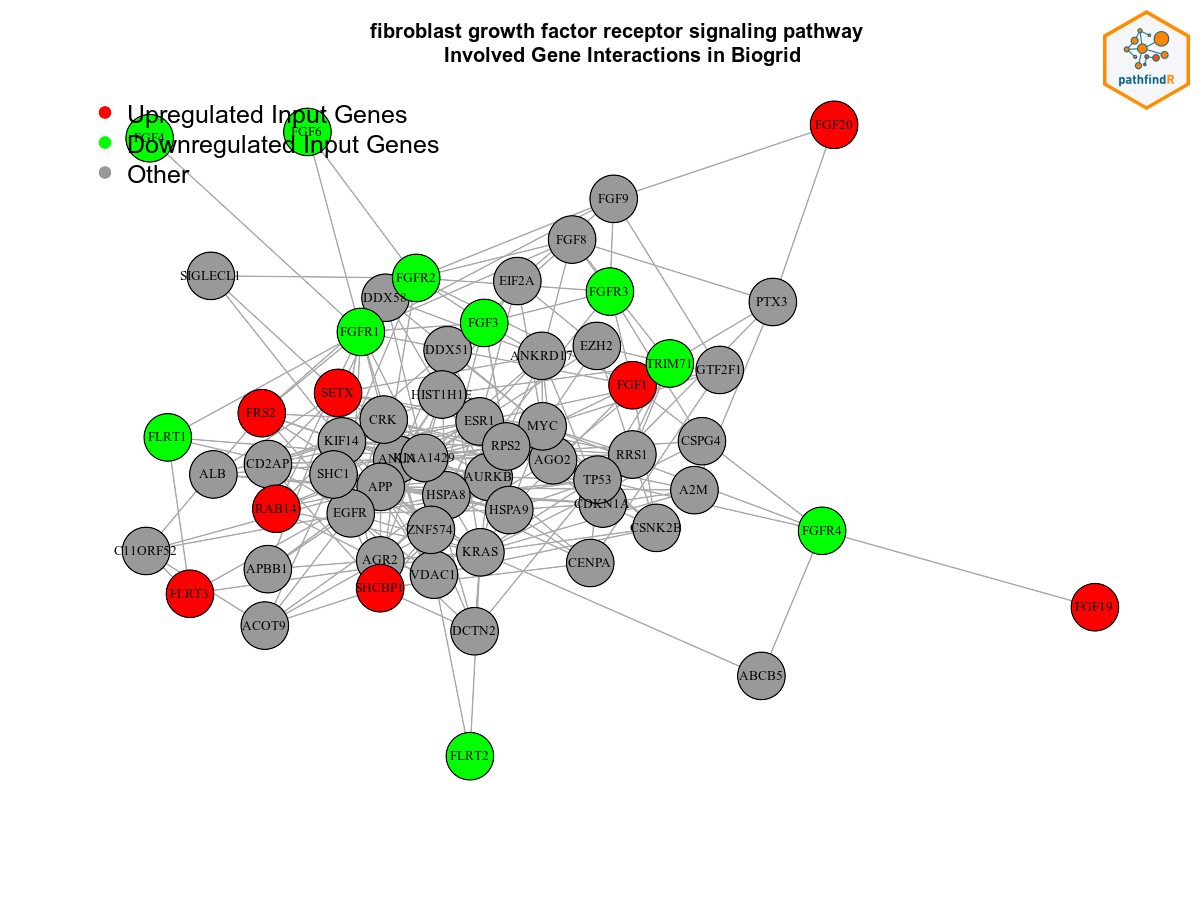 fibroblast growth factor receptor signaling pathway
Involved Gene Interactions in Biogrid
pathfindR
Upregulated Input Genes
Downregulated Input Genes
Other
FGF4
FGF6
FGF20
FGF9
FGF8
SIGLECL1
FGFR2
EIF2A
FGFR3
DDX58
PTX3
FGFR1
FGF3
DDX51
ANKRD17
EZH2
TRIM71
GTF2F1
SETX
HIST1H1E
FGF1
FRS2
CRK
ESR1
MYC
FLRT1
KIF14
RPS2
RRS1
CSPG4
ALB
CD2AP
SHC1
ANLN
KIAA1429
AGO2
APP
AURKB
TP53
A2M
HSPA8
CDKN1A
RAB14
EGFR
HSPA9
ZNF574
CSNK2B
FGFR4
C11ORF52
APBB1
AGR2
KRAS
CENPA
VDAC1
FLRT3
SHCBP1
FGF19
ACOT9
DCTN2
ABCB5
FLRT2